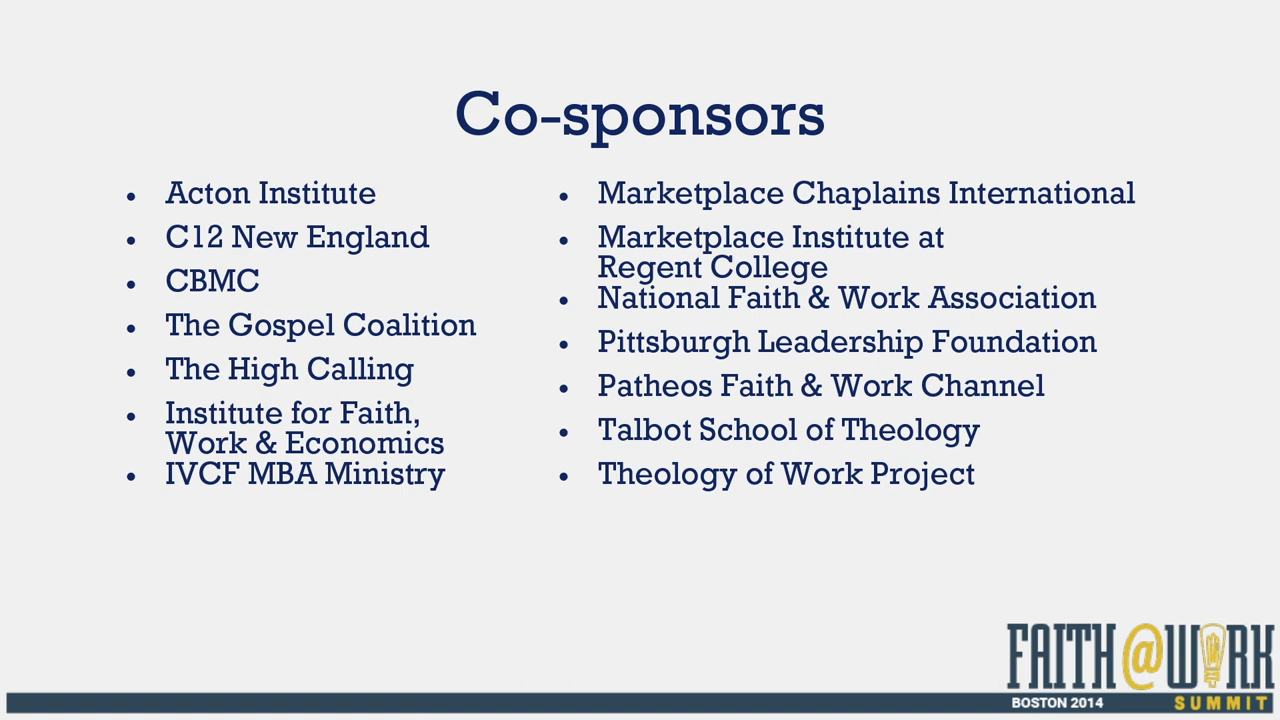 Co-sponsors
• Acton Institute
• C12 New England
• CBMC
• The Gospel Coalition
• The High Calling
• Institute for Faith,
Work & Economics
• IVCF MBA Ministry
• Marketplace Chaplains International
• Marketplace Institute at
Regent College
• National Faith & Work Association
• Pittsburgh Leadership Foundation
• Patheos Faith & Work Channel
• Talbot School of Theology
• Theology of Work Project
FAITH@WORK
BOSTON 2014 SUMMIT